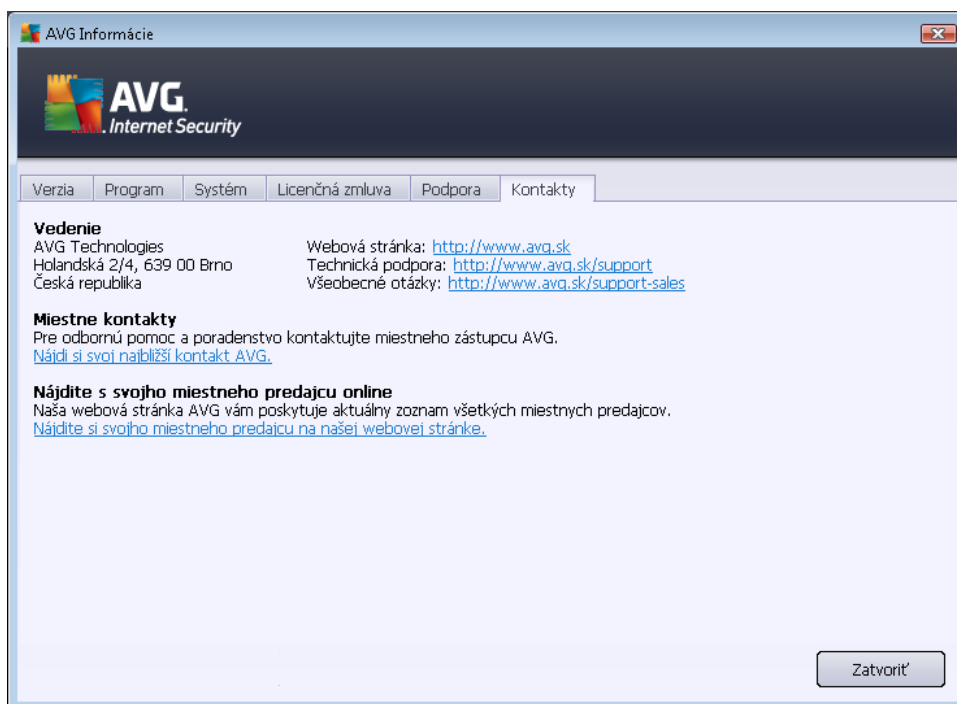 AVG Informácie
AVG.
Internet Security
Verzia Program Systém Licenčná zmluva Podpora Kontakty
Vedenie
AVG Technologies Webová stránka: http://www.avg.sk
Holandská 2/4, 639 00 Brno Technická podpora: http://www.avg.sk/support
Česká republika Všeobecné otázky: http://www.avg.sk/support-sales
Miestne kontakty
Pre odbornú pomoc a poradenstvo kontaktujte miestneho zástupcu AVG.
Nájdi si svoj najbližší kontakt AVG.
Nájdite s svojho miestneho predajcu online
Naša webová stránka AVG vám poskytuje aktuálny zoznam všetkých miestnych predajcov.
Nájdite si svojho miestneho predajcu na našej webovej stránke.
Zatvoriť